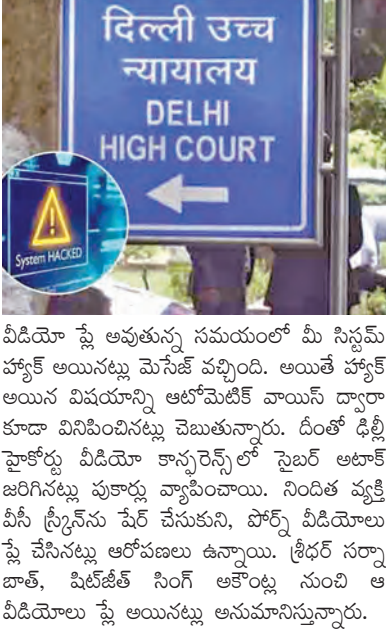 दिल्ली उच्च
न्यायालय
DELHI
HIGH COURT
System HACKED
వీడియో ప్లే అవుతున్న సమయంలో మీ సిస్టమ్
హ్యాక్ అయినట్లు మెసేజ్ వచ్చింది. అయితే హ్యాక్
అయిన విషయాన్ని ఆటోమెటిక్ వాయిస్ ద్వారా
కూడా వినిపించినట్లు చెబుతున్నారు. దీంతో ఢిల్లీ
హైకోర్టు వీడియో కాన్ఫరెన్స్‌లో సైబర్ అటాక్
జరిగినట్లు పుకార్లు వ్యాపించాయి. నిందిత వ్యక్తి
వీసీ స్క్రీన్‌ను షేర్ చేసుకుని, పోర్న్ వీడియోలు
ప్లే చేసినట్లు ఆరోపణలు ఉన్నాయి. శ్రీధర్ సర్నా
బాత్, షిట్‌జీత్ సింగ్ అకౌంట్ల నుంచి ఆ
వీడియోలు ప్లే అయినట్లు అనుమానిస్తున్నారు.